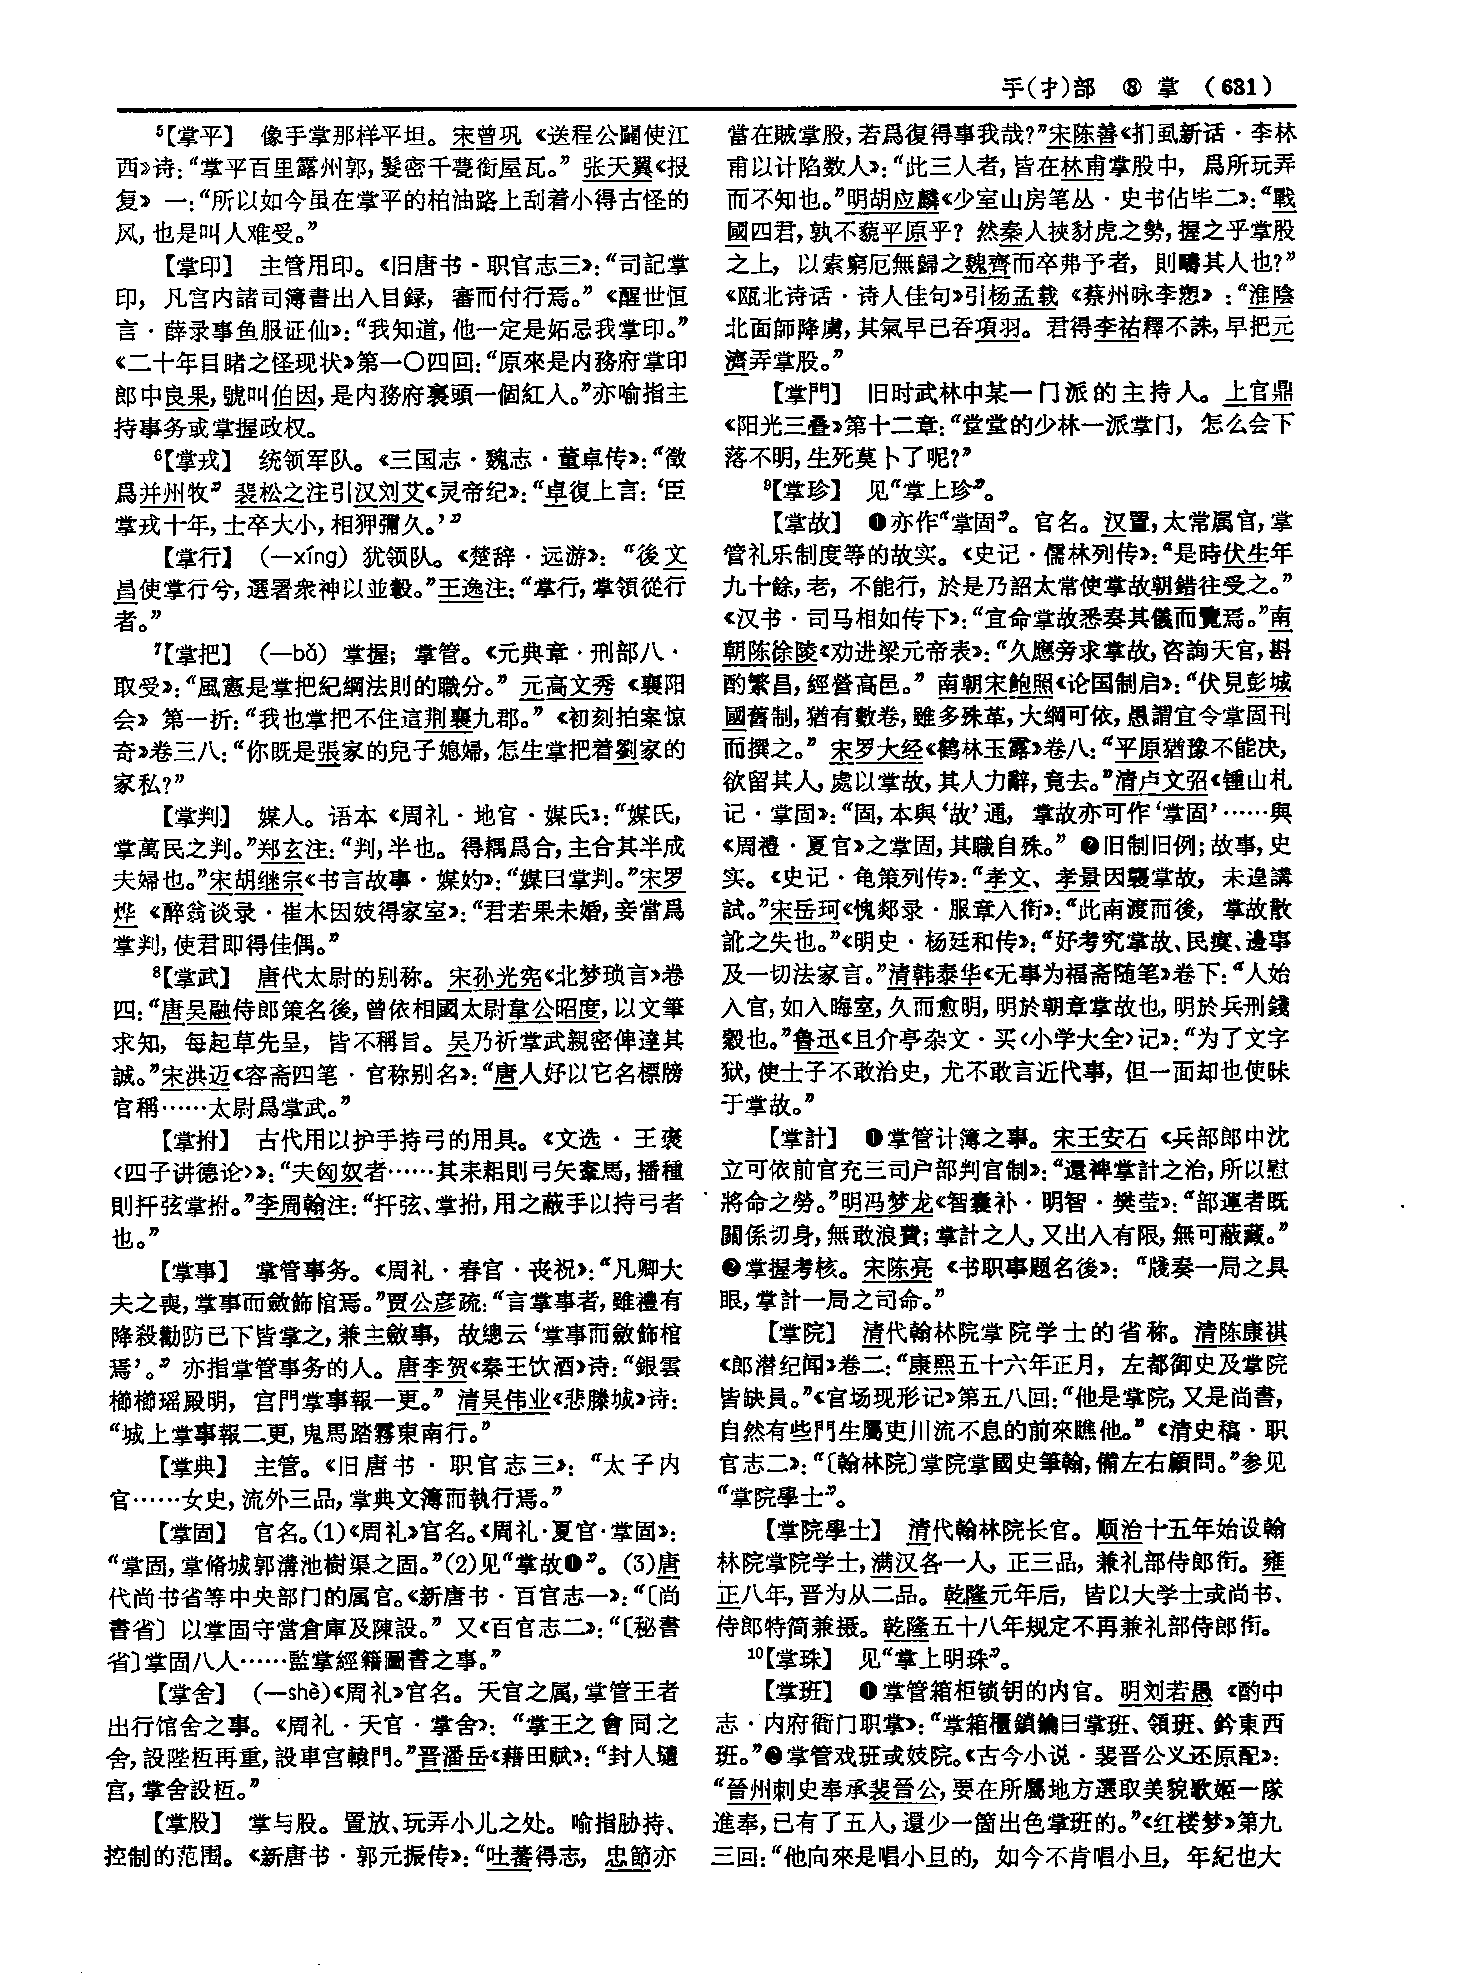 手(扌)部 ⑧ 掌 (681)
⁵【掌平】 像手掌那样平坦。宋曾巩《送程公闢使江
西》诗:“掌平百里露州郭,髮密千甍衔屋瓦。” 张天翼《报
复》 一:“所以如今虽在掌平的柏油路上刮着小得古怪的
风,也是叫人难受。”
【掌印】 主管用印。《旧唐书·职官志三》:“司記掌
印, 凡宫内諸司簿書出入目録, 審而付行焉。” 《醒世恒
言·薛录事鱼服证仙》:“我知道,他一定是妬忌我掌印。”
《二十年目睹之怪现状》第一〇四回:“原來是内務府掌印
郎中良果,號叫伯因,是内務府裏頭一個紅人。”亦喻指主
持事务或掌握政权。
⁶【掌戎】 统领军队。《三国志·魏志·董卓传》:“徵
爲并州牧” 裴松之注引汉刘艾《灵帝纪》:“卓復上言:‘臣
掌戎十年,士卒大小,相狎彌久。’”
【掌行】 (—xíng) 犹领队。《楚辞·远游》: “後文
昌使掌行兮,選署衆神以並轂。”王逸注:“掌行,掌領從行
者。”
⁷【掌把】 (—bǎ) 掌握; 掌管。《元典章·刑部八·
取受》:“風憲是掌把紀綱法則的職分。” 元高文秀 《襄阳
会》 第一折:“我也掌把不住這荆襄九郡。” 《初刻拍案惊
奇》卷三八:“你既是張家的兒子媳婦,怎生掌把着劉家的
家私?”
【掌判】 媒人。语本 《周礼·地官·媒氏》:“媒氏,
掌萬民之判。”郑玄注:“判,半也。得耦爲合,主合其半成
夫婦也。”宋胡继宗《书言故事·媒妁》:“媒曰掌判。”宋罗
烨 《醉翁谈录·崔木因妓得家室》:“君若果未婚,妾當爲
掌判,使君即得佳偶。”
⁸【掌武】 唐代太尉的别称。宋孙光宪《北梦琐言》卷
四:“唐吴融侍郎策名後,曾依相國太尉韋公昭度,以文筆
求知, 每起草先呈, 皆不稱旨。吴乃祈掌武親密俾達其
誠。”宋洪迈《容斋四笔·官称别名》:“唐人好以它名標牓
官稱……太尉爲掌武。”
【掌拊】 古代用以护手持弓的用具。《文选·王褒
〈四子讲德论〉》:“夫匈奴者……其耒耜則弓矢鞌馬,播種
則扞弦掌拊。”李周翰注:“扞弦、掌拊,用之蔽手以持弓者
也。”
【掌事】 掌管事务。《周礼·春官·丧祝》:“凡卿大
夫之喪,掌事而斂飾棺焉。”贾公彦疏:“言掌事者,雖禮有
降殺勸防已下皆掌之,兼主斂事, 故總云‘掌事而斂飾棺
焉’。” 亦指掌管事务的人。唐李贺《秦王饮酒》诗:“銀雲
櫛櫛瑶殿明, 宫門掌事報一更。” 清吴伟业《悲滕城》诗:
“城上掌事報二更,鬼馬踏霧東南行。”
【掌典】 主管。《旧唐书·职官志三》: “太子内
官……女史,流外三品,掌典文簿而執行焉。”
【掌固】 官名。(1)《周礼》官名。《周礼·夏官·掌固》:
“掌固,掌脩城郭溝池樹渠之固。”(2)见“掌故❶”。(3)唐
代尚书省等中央部门的属官。《新唐书·百官志一》:“〔尚
書省〕以掌固守當倉庫及陳設。” 又《百官志二》:“〔秘書
省〕掌固八人……監掌經籍圖書之事。”
【掌舍】 (—shè)《周礼》官名。天官之属,掌管王者
出行馆舍之事。《周礼·天官·掌舍》: “掌王之會同之
舍,設陛枑再重,設車宫轅門。”晋潘岳《藉田赋》:“封人壝
宫,掌舍設枑。”
【掌股】 掌与股。置放、玩弄小儿之处。喻指胁持、
控制的范围。《新唐书·郭元振传》:“吐蕃得志, 忠節亦
當在賊掌股,若爲復得事我哉?”宋陈善《扪虱新话·李林
甫以计陷数人》:“此三人者,皆在林甫掌股中, 爲所玩弄
而不知也。”明胡应麟《少室山房笔丛·史书佔毕二》:“戰
國四君,孰不藐平原乎? 然秦人挾豺虎之勢,握之乎掌股
之上, 以索窮厄無歸之魏齊而卒弗予者, 則疇其人也?”
《瓯北诗话·诗人佳句》引杨孟载 《蔡州咏李愬》:“淮陰
北面師降虜,其氣早已吞項羽。君得李祐釋不誅,早把元
濟弄掌股。”
【掌門】 旧时武林中某一门派的主持人。上官鼎
《阳光三叠》第十二章:“堂堂的少林一派掌门, 怎么会下
落不明,生死莫卜了呢?”
⁹【掌珍】 见“掌上珍”。
【掌故】 ❶亦作“掌固”。官名。汉置,太常属官,掌
管礼乐制度等的故实。《史记·儒林列传》:“是時伏生年
九十餘,老, 不能行, 於是乃詔太常使掌故朝錯往受之。”
《汉书·司马相如传下》:“宜命掌故悉奏其儀而覽焉。”南
朝陈徐陵《劝进梁元帝表》:“久應旁求掌故,咨詢天官,斟
酌繁昌,經營高邑。” 南朝宋鲍照《论国制启》:“伏見彭城
國舊制,猶有數卷,雖多殊革,大綱可依,愚謂宜令掌固刊
而撰之。” 宋罗大经《鹤林玉露》卷八:“平原猶豫不能决,
欲留其人,處以掌故,其人力辭,竟去。”清卢文弨《锺山札
记·掌固》:“固,本與‘故’通, 掌故亦可作‘掌固’……與
《周禮·夏官》之掌固,其職自殊。” ❷旧制旧例;故事,史
实。《史记·龟策列传》:“孝文、孝景因襲掌故, 未遑講
試。”宋岳珂《愧郯录·服章入衔》:“此南渡而後, 掌故散
訛之失也。”《明史·杨廷和传》:“好考究掌故、民瘼、邊事
及一切法家言。”清韩泰华《无事为福斋随笔》卷下:“人始
入官,如入晦室,久而愈明,明於朝章掌故也,明於兵刑錢
穀也。”鲁迅《且介亭杂文·买〈小学大全〉记》:“为了文字
狱,使士子不敢治史, 尤不敢言近代事, 但一面却也使昧
于掌故。”
【掌計】 ❶掌管计簿之事。宋王安石 《兵部郎中沈
立可依前官充三司户部判官制》:“還裨掌計之治,所以慰
將命之勞。”明冯梦龙《智囊补·明智·樊莹》:“部運者既
關係切身,無敢浪費;掌計之人,又出入有限,無可蔽藏。”
❷掌握考核。宋陈亮 《书职事题名後》: “牋奏一局之具
眼,掌計一局之司命。”
【掌院】 清代翰林院掌院学士的省称。清陈康祺
《郎潜纪闻》卷二:“康熙五十六年正月, 左都御史及掌院
皆缺員。”《官场现形记》第五八回:“他是掌院,又是尚書,
自然有些門生屬吏川流不息的前來瞧他。” 《清史稿·职
官志二》:“〔翰林院〕掌院掌國史筆翰,備左右顧問。”参见
“掌院學士”。
【掌院學士】 清代翰林院长官。顺治十五年始设翰
林院掌院学士,满汉各一人,正三品, 兼礼部侍郎衔。雍
正八年,晋为从二品。乾隆元年后, 皆以大学士或尚书、
侍郎特简兼摄。乾隆五十八年规定不再兼礼部侍郎衔。
¹⁰【掌珠】 见“掌上明珠”。
【掌班】 ❶掌管箱柜锁钥的内官。明刘若愚 《酌中
志·内府衙门职掌》:“掌箱櫃鎖鑰曰掌班、領班、鈐東西
班。”❷掌管戏班或妓院。《古今小说·裴晋公义还原配》:
“晉州刺史奉承裴晉公,要在所屬地方選取美貌歌姬一隊
進奉,已有了五人,還少一箇出色掌班的。”《红楼梦》第九
三回:“他向來是唱小旦的, 如今不肯唱小旦, 年紀也大